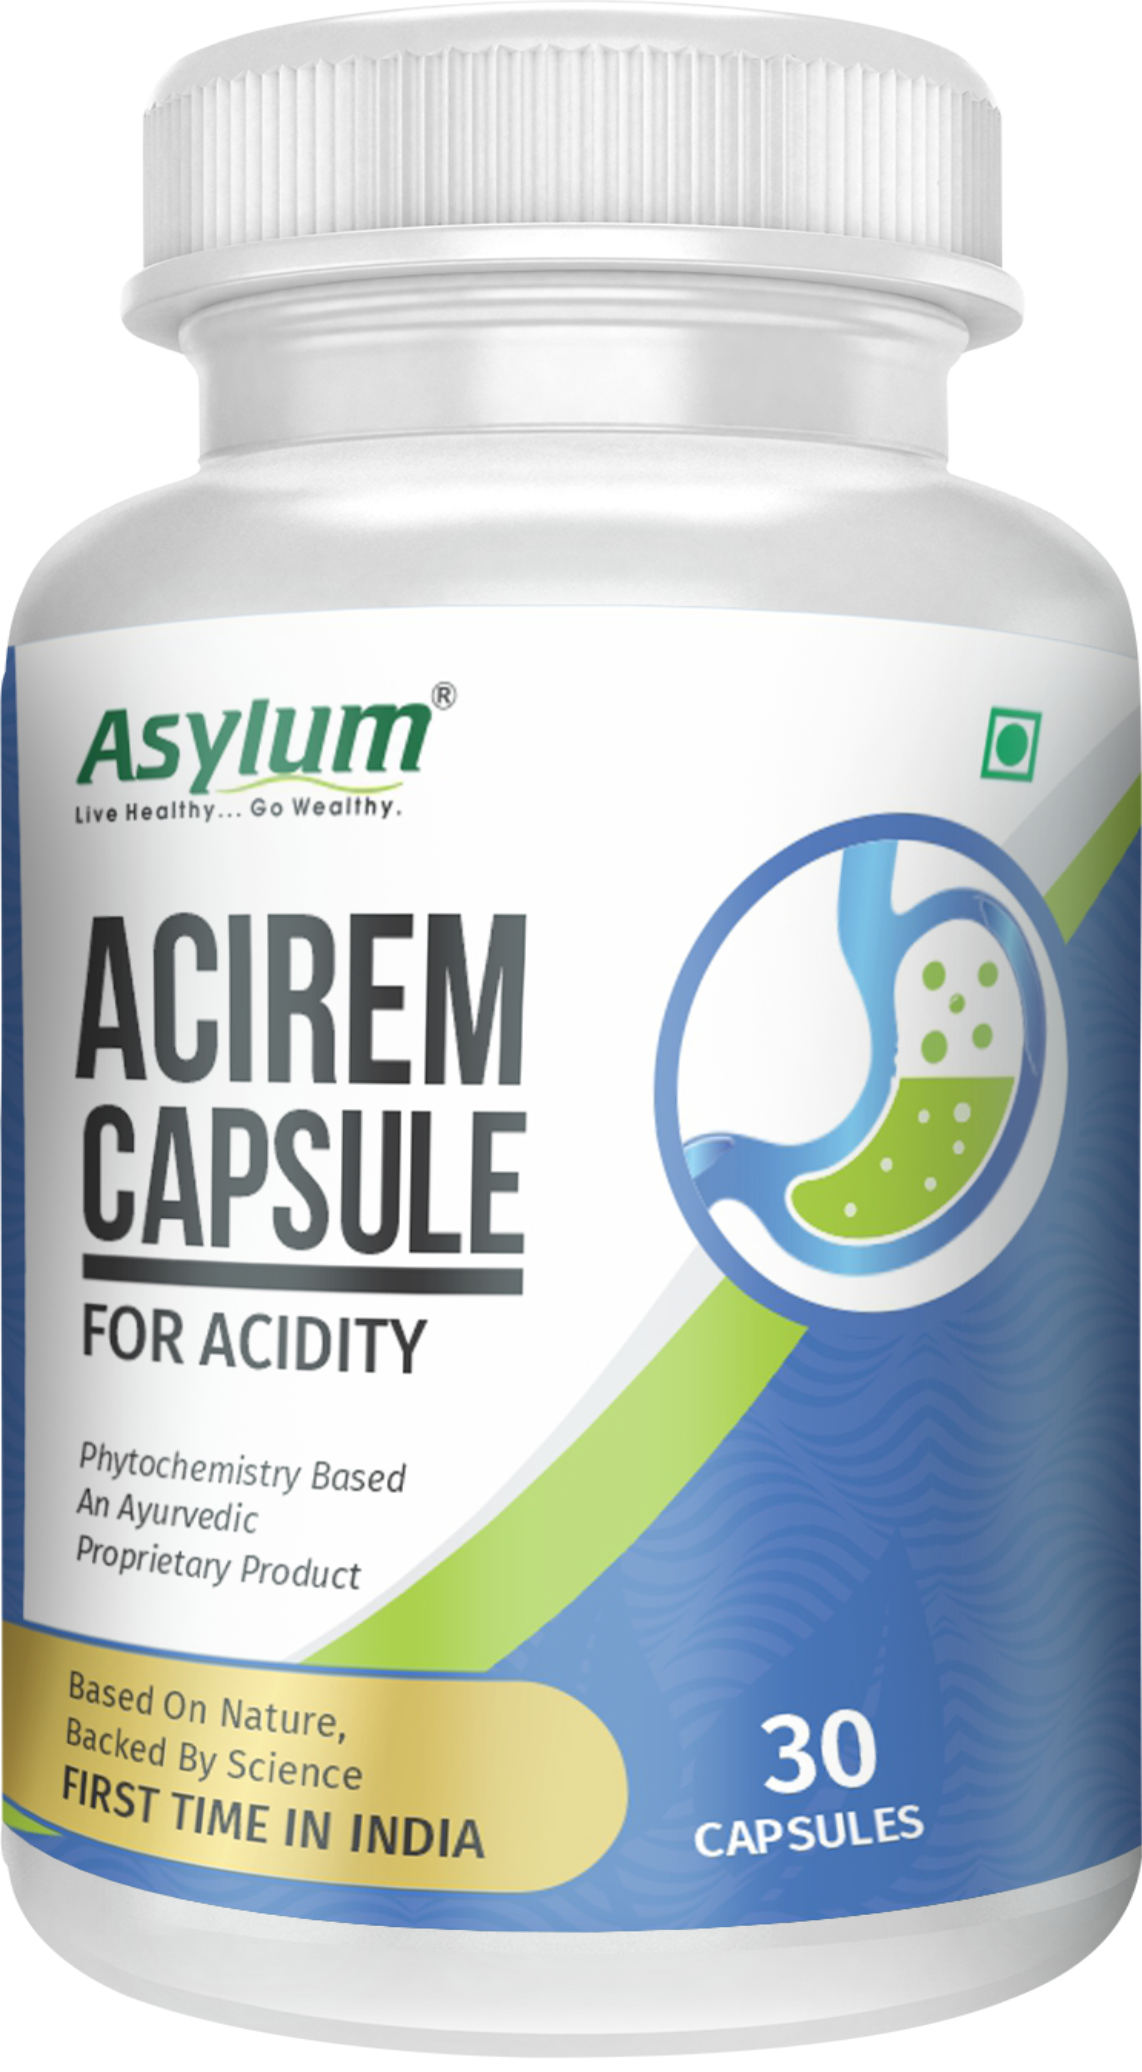 Asylum®
Live Healthy... Go Wealthy.
ACIREM
CAPSULE
FOR ACIDITY
Phytochemistry Based
An Ayurvedic
Proprietary Product
Based On Nature,
Backed By Science
FIRST TIME IN INDIA
30
CAPSULES